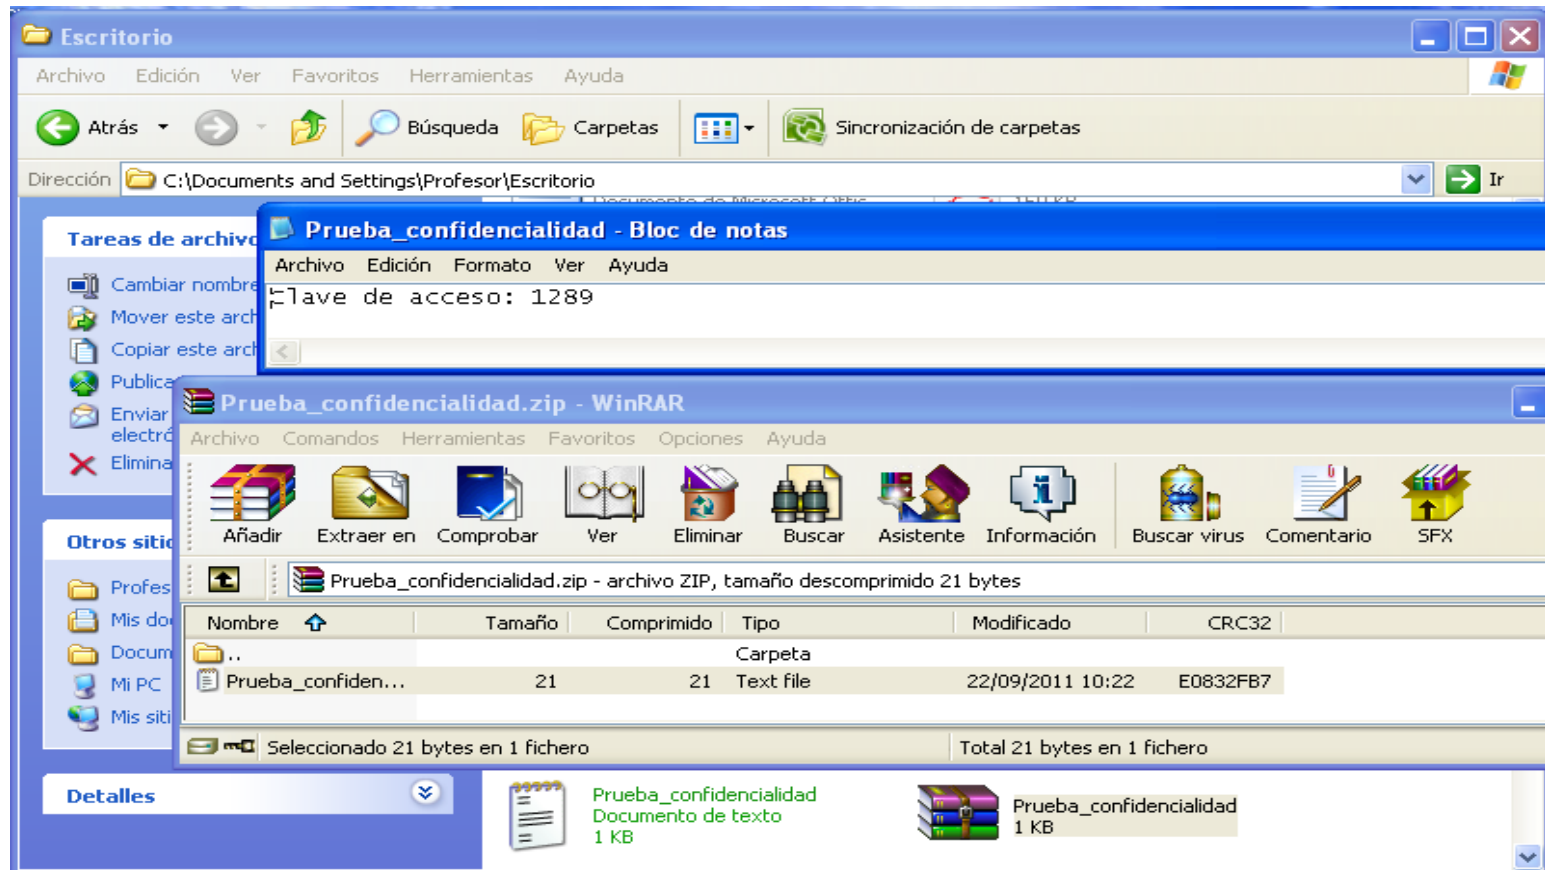 Escritorio
Archivo Edición Ver Favoritos Herramientas Ayuda
Atrás Búsqueda Carpetas Sincronización de carpetas
Dirección C:\Documents and Settings\Profesor\Escritorio Ir
Documento de Microsoft Offic 160 KB
Tareas de archivo
Cambiar nombre
Mover este arch
Copiar este arch
Publica
Enviar
electró
Elimina
Otros sitio
Profes
Mis do
Docum
Mi PC
Mis siti
Detalles
Prueba_confidencialidad - Bloc de notas
Archivo Edición Formato Ver Ayuda
Clave de acceso: 1289
Prueba_confidencialidad.zip - WinRAR
Archivo Comandos Herramientas Favoritos Opciones Ayuda
Añadir Extraer en Comprobar Ver Eliminar Buscar Asistente Información Buscar virus Comentario SFX
Prueba_confidencialidad.zip - archivo ZIP, tamaño descomprimido 21 bytes
Nombre Tamaño Comprimido Tipo Modificado CRC32
.. Carpeta
Prueba_confiden... 21 21 Text file 22/09/2011 10:22 E0832FB7
Seleccionado 21 bytes en 1 fichero Total 21 bytes en 1 fichero
Prueba_confidencialidad
Documento de texto
1 KB
Prueba_confidencialidad
1 KB